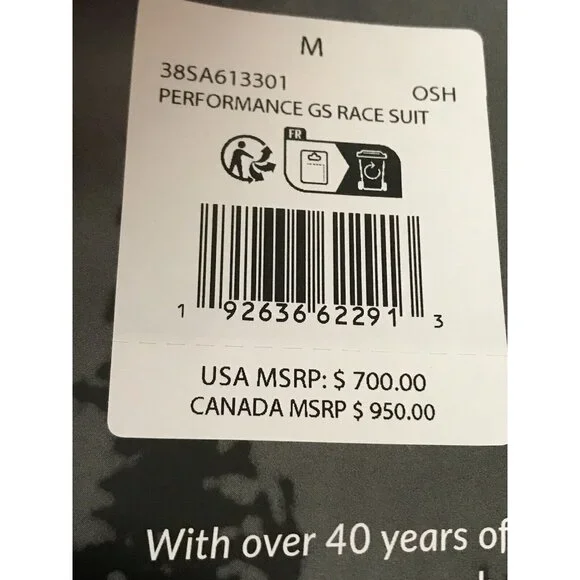 M
38SA613301 OSH
PERFORMANCE GS RACE SUIT
FR
1 92636 62291 3
USA MSRP: $ 700.00
CANADA MSRP $ 950.00
With over 40 years of